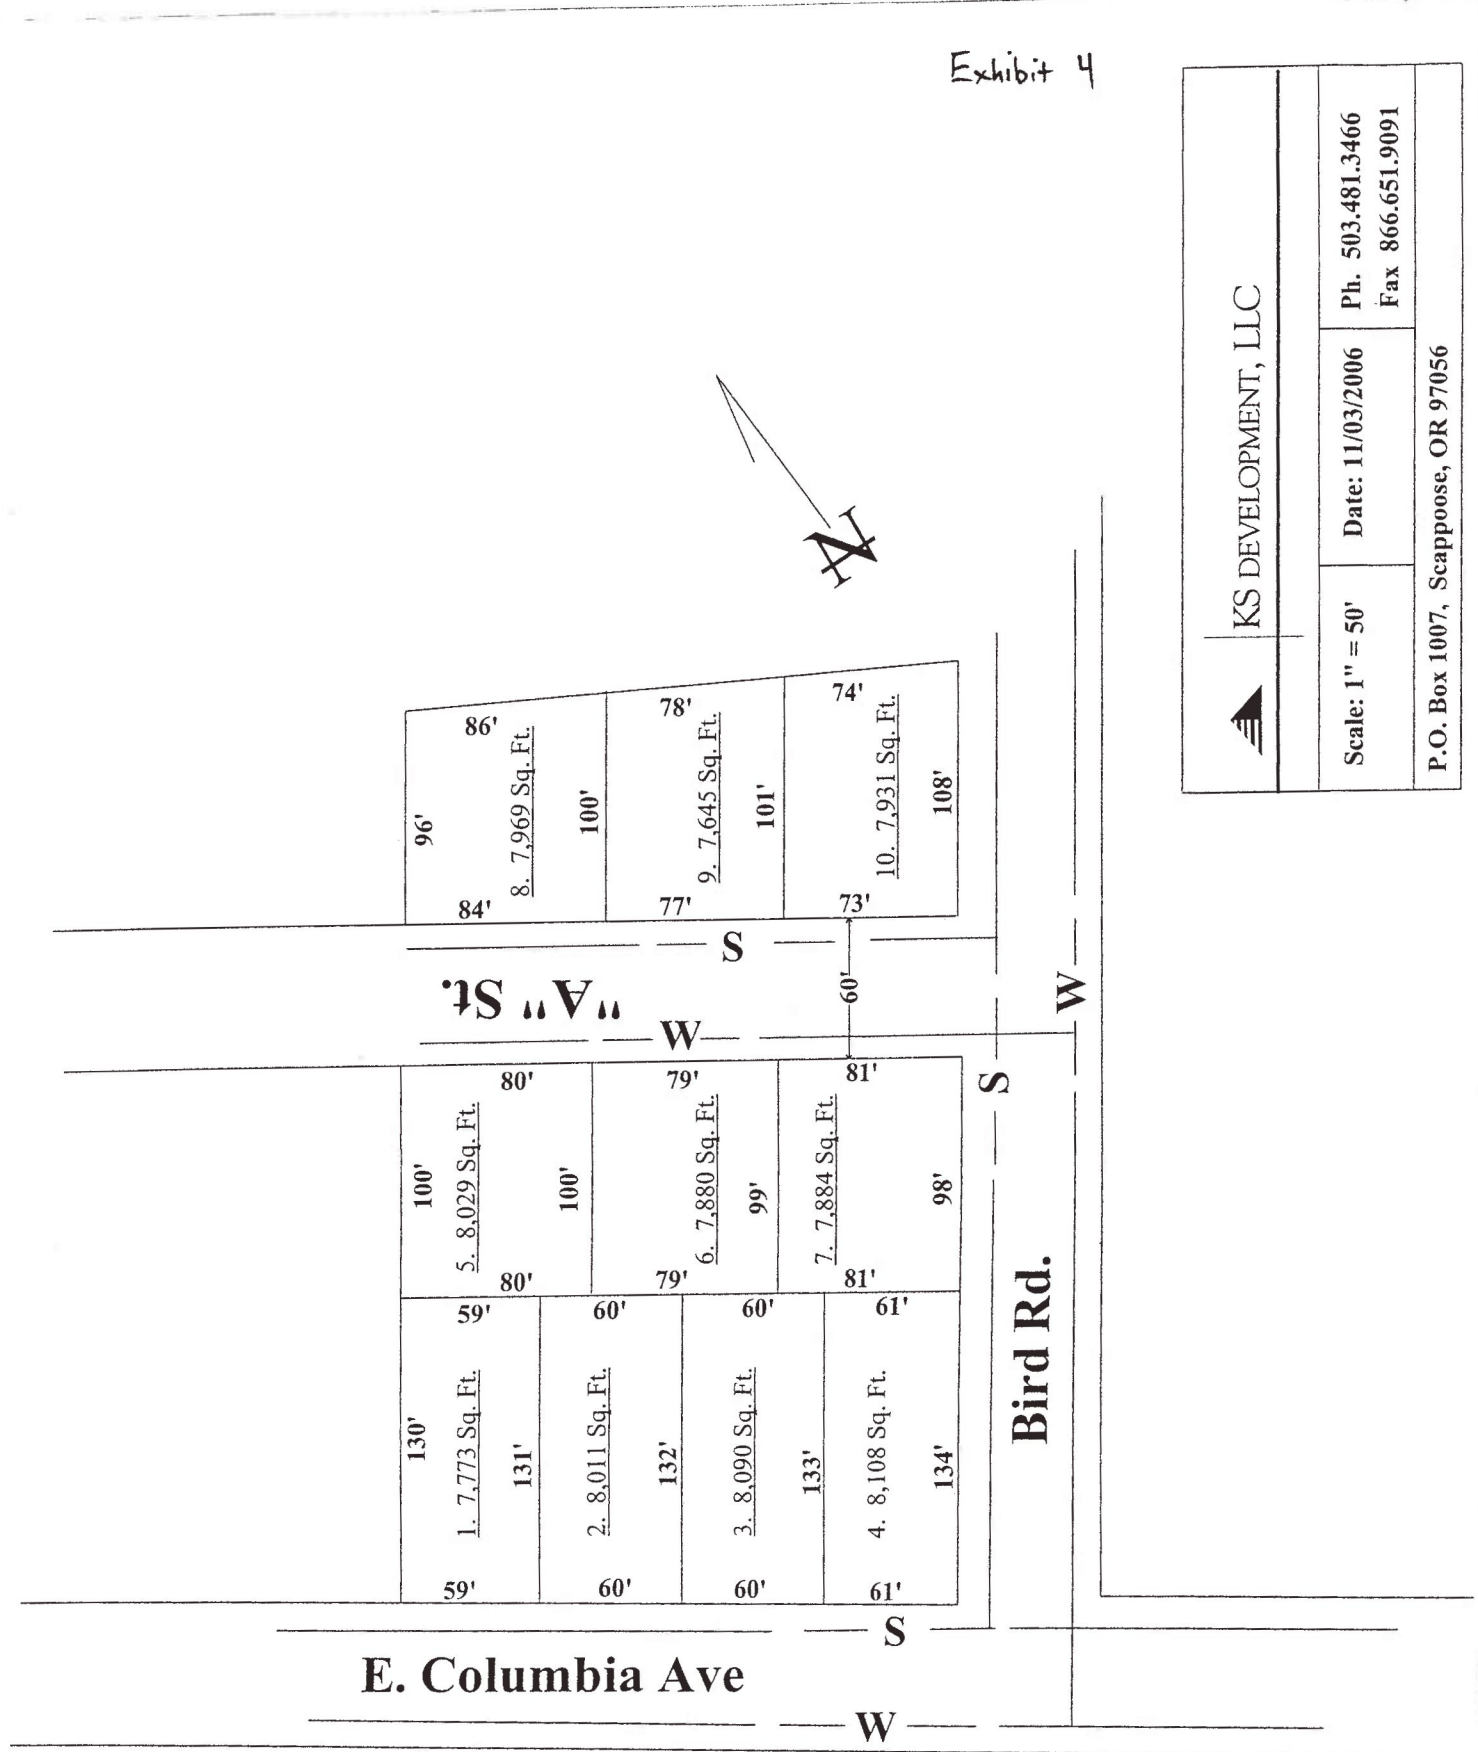 Exhibit 4
KS DEVELOPMENT, LLC
Scale: 1" = 50'
Date: 11/03/2006
Ph. 503.481.3466
Fax 866.651.9091
P.O. Box 1007, Scappoose, OR 97056
N
96'
86'
8. 7,969 Sq. Ft.
84'
100'
78'
9. 7,645 Sq. Ft.
77'
101'
74'
10. 7,931 Sq. Ft.
73'
108'
S
"A" St.
60'
W
W
S
100'
80'
5. 8,029 Sq. Ft.
80'
100'
79'
6. 7,880 Sq. Ft.
79'
99'
81'
7. 7,884 Sq. Ft.
81'
98'
130'
59'
1. 7,773 Sq. Ft.
59'
131'
60'
2. 8,011 Sq. Ft.
60'
132'
60'
3. 8,090 Sq. Ft.
60'
133'
61'
4. 8,108 Sq. Ft.
61'
134'
Bird Rd.
S
E. Columbia Ave
W